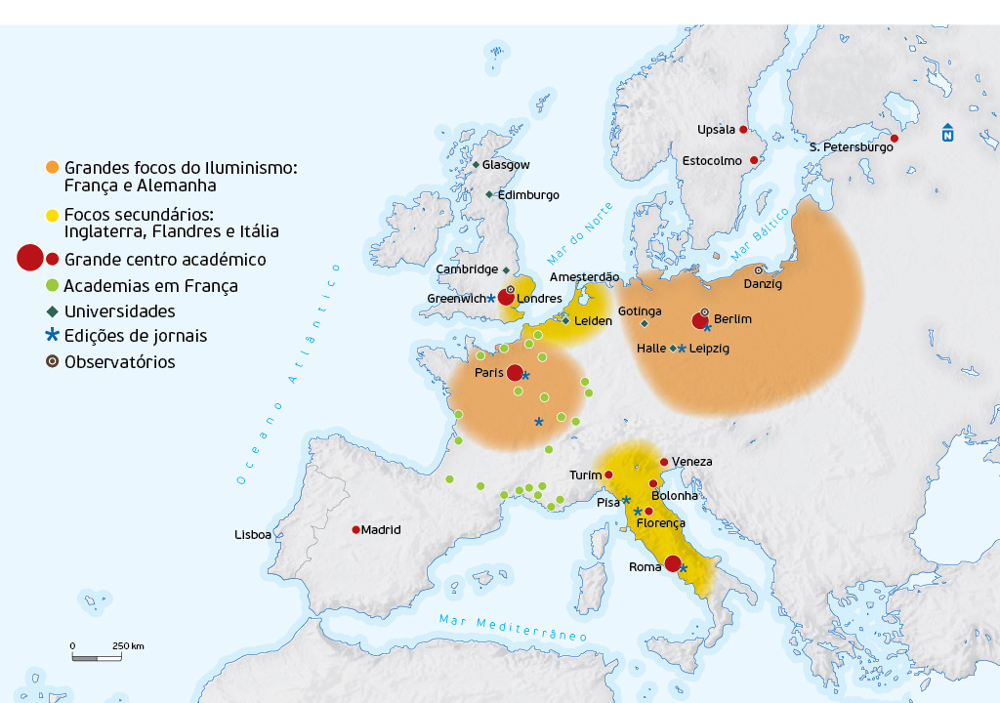 Grandes focos do Iluminismo:
França e Alemanha
Focos secundários:
Inglaterra, Flandres e Itália
Grande centro académico
Academias em França
Universidades
Edições de jornais
Observatórios
Upsala
S. Petersburgo
N
Estocolmo
Glasgow
Edimburgo
Mar do Norte
Mar Báltico
Cambridge
Amesterdão
Danzig
Greenwich
Londres
Gotinga
Leiden
Berlim
Halle
Leipzig
Paris
Oceano Atlântico
Veneza
Turim
Bolonha
Pisa
Florença
Lisboa
Madrid
Roma
Mar Mediterrâneo
0 250 km